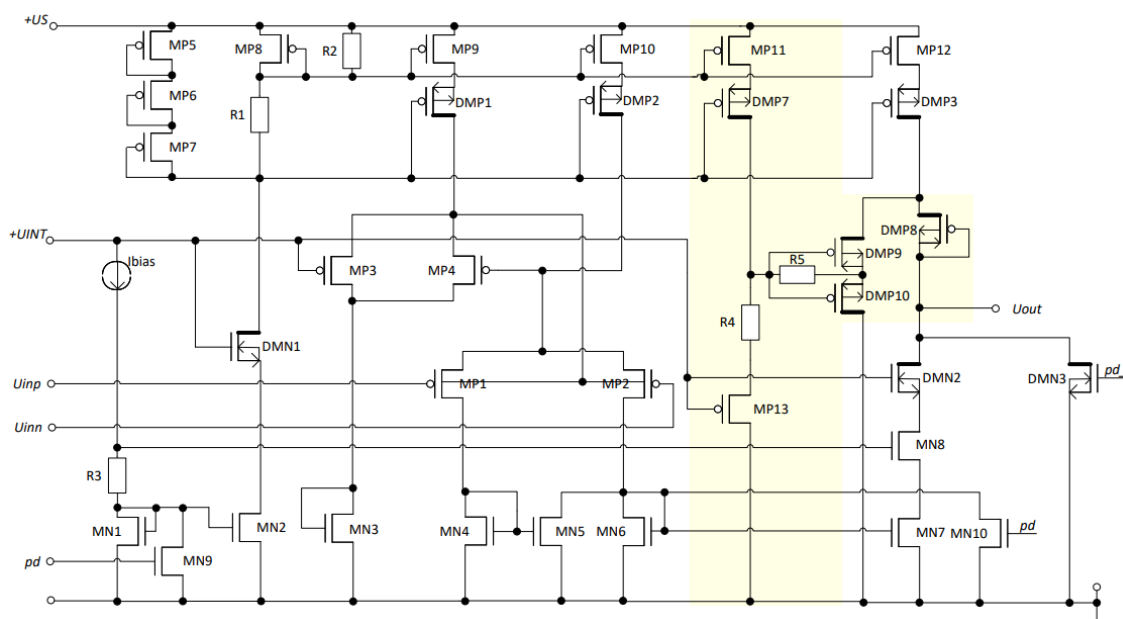 +US
MP5
MP8
R2
MP9
MP10
MP11
MP12
MP6
R1
DMP1
DMP2
DMP7
DMP3
MP7
+UINT
Ibias
MP3
MP4
DMP8
DMP9
R5
DMP10
Uout
R4
DMN1
Uinp
MP1
MP2
DMN2
DMN3
pd_
MP13
Uinn
MN8
R3
MN1
MN2
MN3
MN4
MN5
MN6
MN7
MN10
pd
pd
MN9